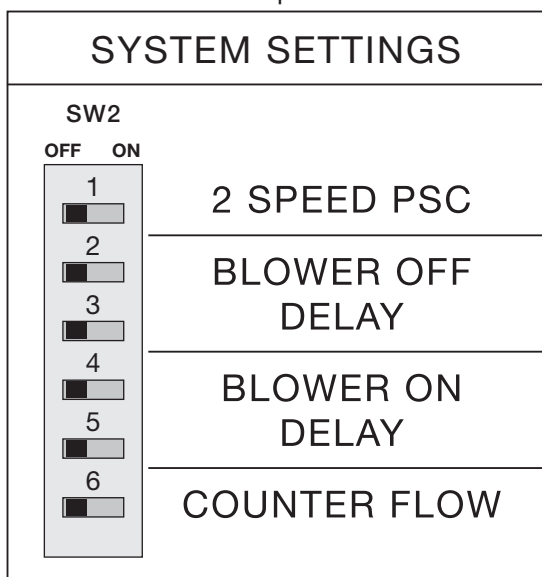 SYSTEM SETTINGS
SW2
OFF ON
1
2 SPEED PSC
2
BLOWER OFF
3
DELAY
4
BLOWER ON
5
DELAY
6
COUNTER FLOW